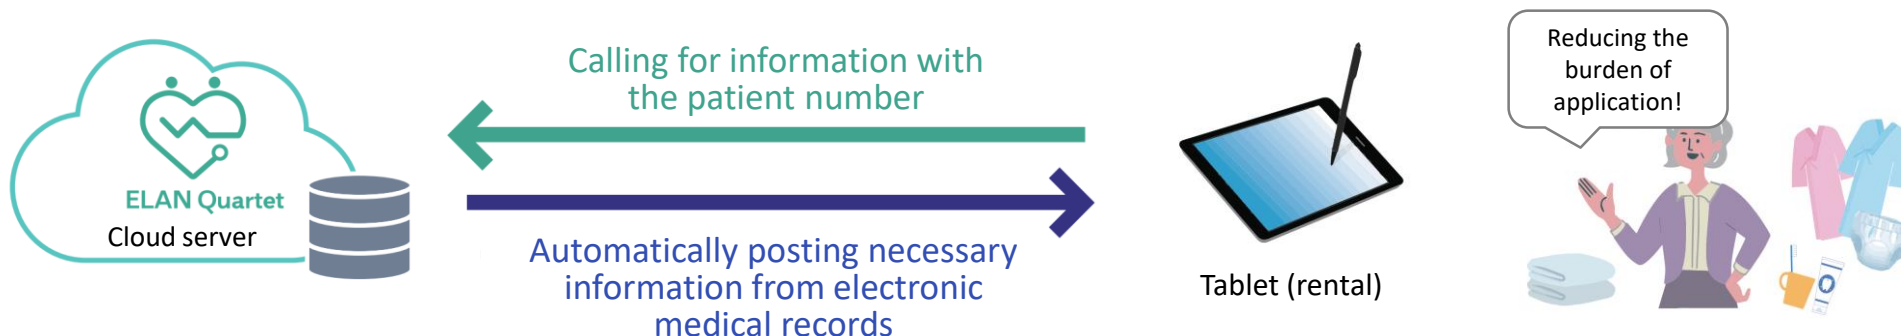 ELAN Quartet
Cloud server
Calling for information with
the patient number
Automatically posting necessary
information from electronic
medical records
Tablet (rental)
Reducing the
burden of
application!